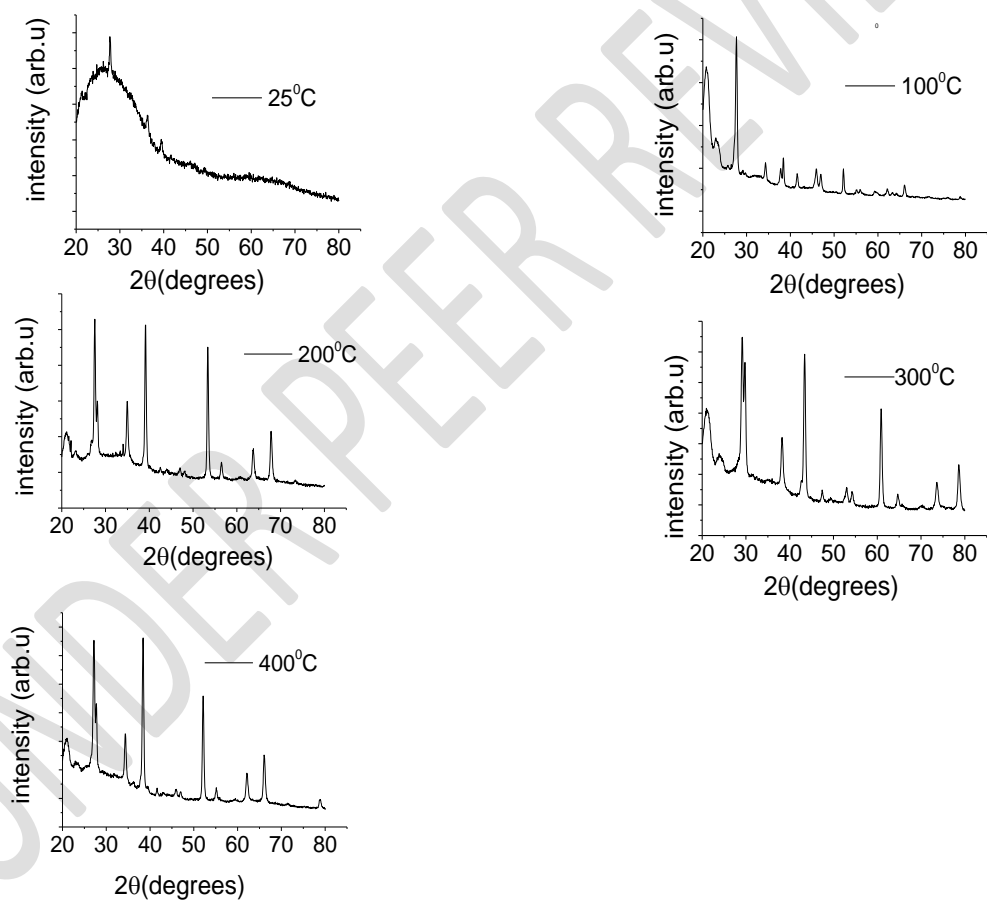 intensity (arb.u)
25⁰C
20 30 40 50 60 70 80
2θ(degrees)
intensity (arb.u)
100⁰C
0
20 30 40 50 60 70 80
2θ(degrees)
intensity (arb.u)
200⁰C
20 30 40 50 60 70 80
2θ(degrees)
intensity (arb.u)
300⁰C
20 30 40 50 60 70 80
2θ(degrees)
intensity (arb.u)
400⁰C
20 30 40 50 60 70 80
2θ(degrees)
UNDER PEER REVI